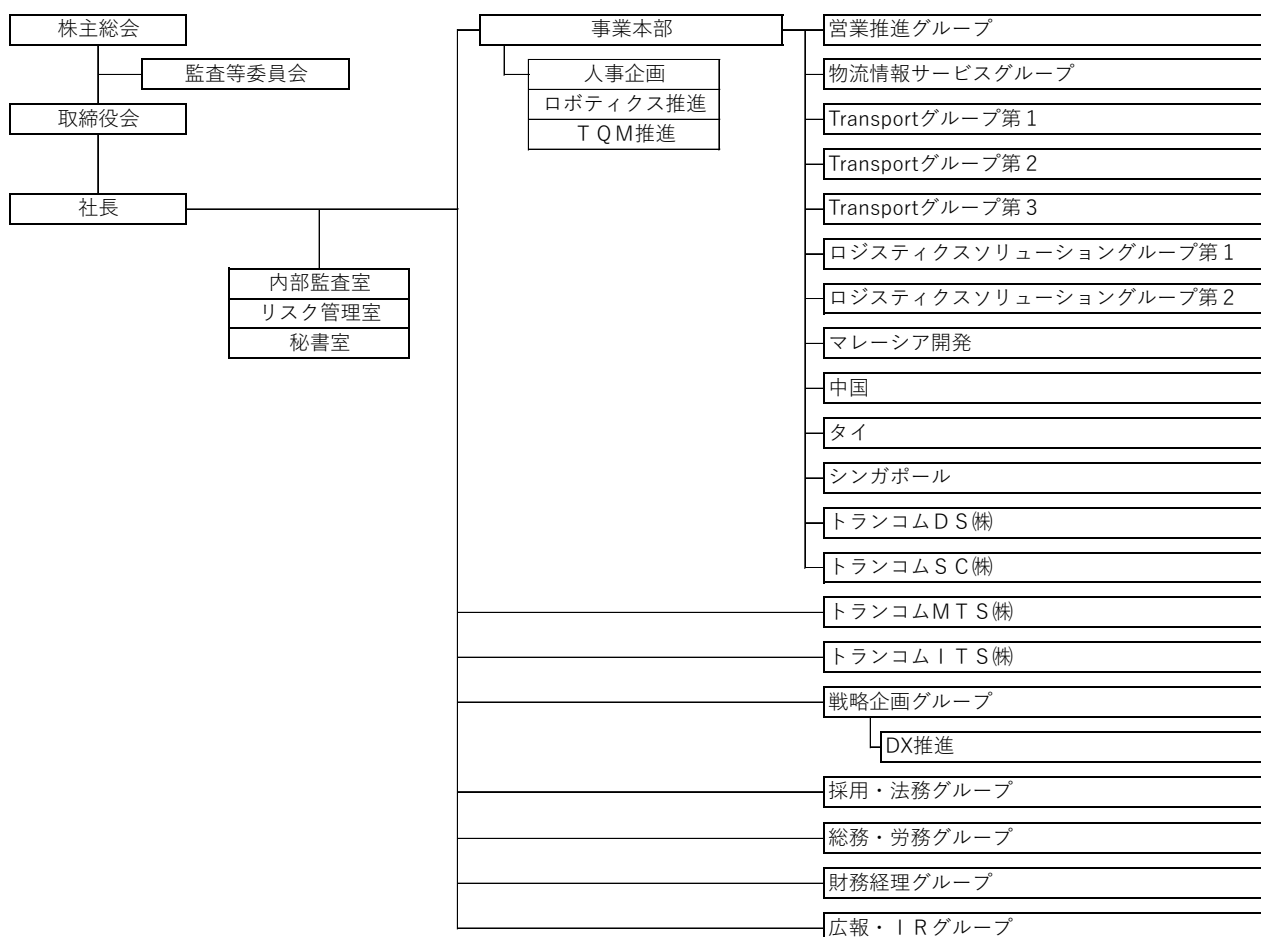 株主総会
監査等委員会
取締役会
社長
内部監査室
リスク管理室
秘書室
事業本部
人事企画
ロボティクス推進
ＴＱＭ推進
営業推進グループ
物流情報サービスグループ
Transportグループ第１
Transportグループ第２
Transportグループ第３
ロジスティクスソリューショングループ第１
ロジスティクスソリューショングループ第２
マレーシア開発
中国
タイ
シンガポール
トランコムＤＳ㈱
トランコムＳＣ㈱
トランコムＭＴＳ㈱
トランコムＩＴＳ㈱
戦略企画グループ
DX推進
採用・法務グループ
総務・労務グループ
財務経理グループ
広報・ＩＲグループ